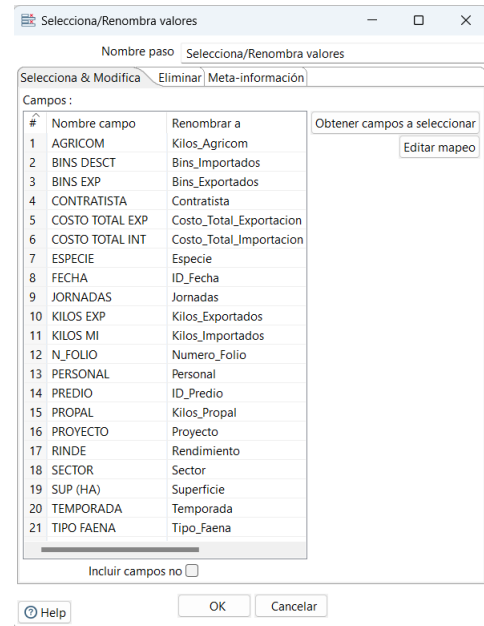 Selecciona/Renombra valores
Nombre paso Selecciona/Renombra valores
Selecciona & Modifica Eliminar Meta-información
Campos :
# Nombre campo Renombrar a
Obtener campos a seleccionar
Editar mapeo
1 AGRICOM Kilos_Agricom
2 BINS DESCT Bins_Importados
3 BINS EXP Bins_Exportados
4 CONTRATISTA Contratista
5 COSTO TOTAL EXP Costo_Total_Exportacion
6 COSTO TOTAL INT Costo_Total_Importacion
7 ESPECIE Especie
8 FECHA ID_Fecha
9 JORNADAS Jornadas
10 KILOS EXP Kilos_Exportados
11 KILOS MI Kilos_Importados
12 N_FOLIO Numero_Folio
13 PERSONAL Personal
14 PREDIO ID_Predio
15 PROPAL Kilos_Propal
16 PROYECTO Proyecto
17 RINDE Rendimiento
18 SECTOR Sector
19 SUP (HA) Superficie
20 TEMPORADA Temporada
21 TIPO FAENA Tipo_Faena
Incluir campos no
Help OK Cancelar